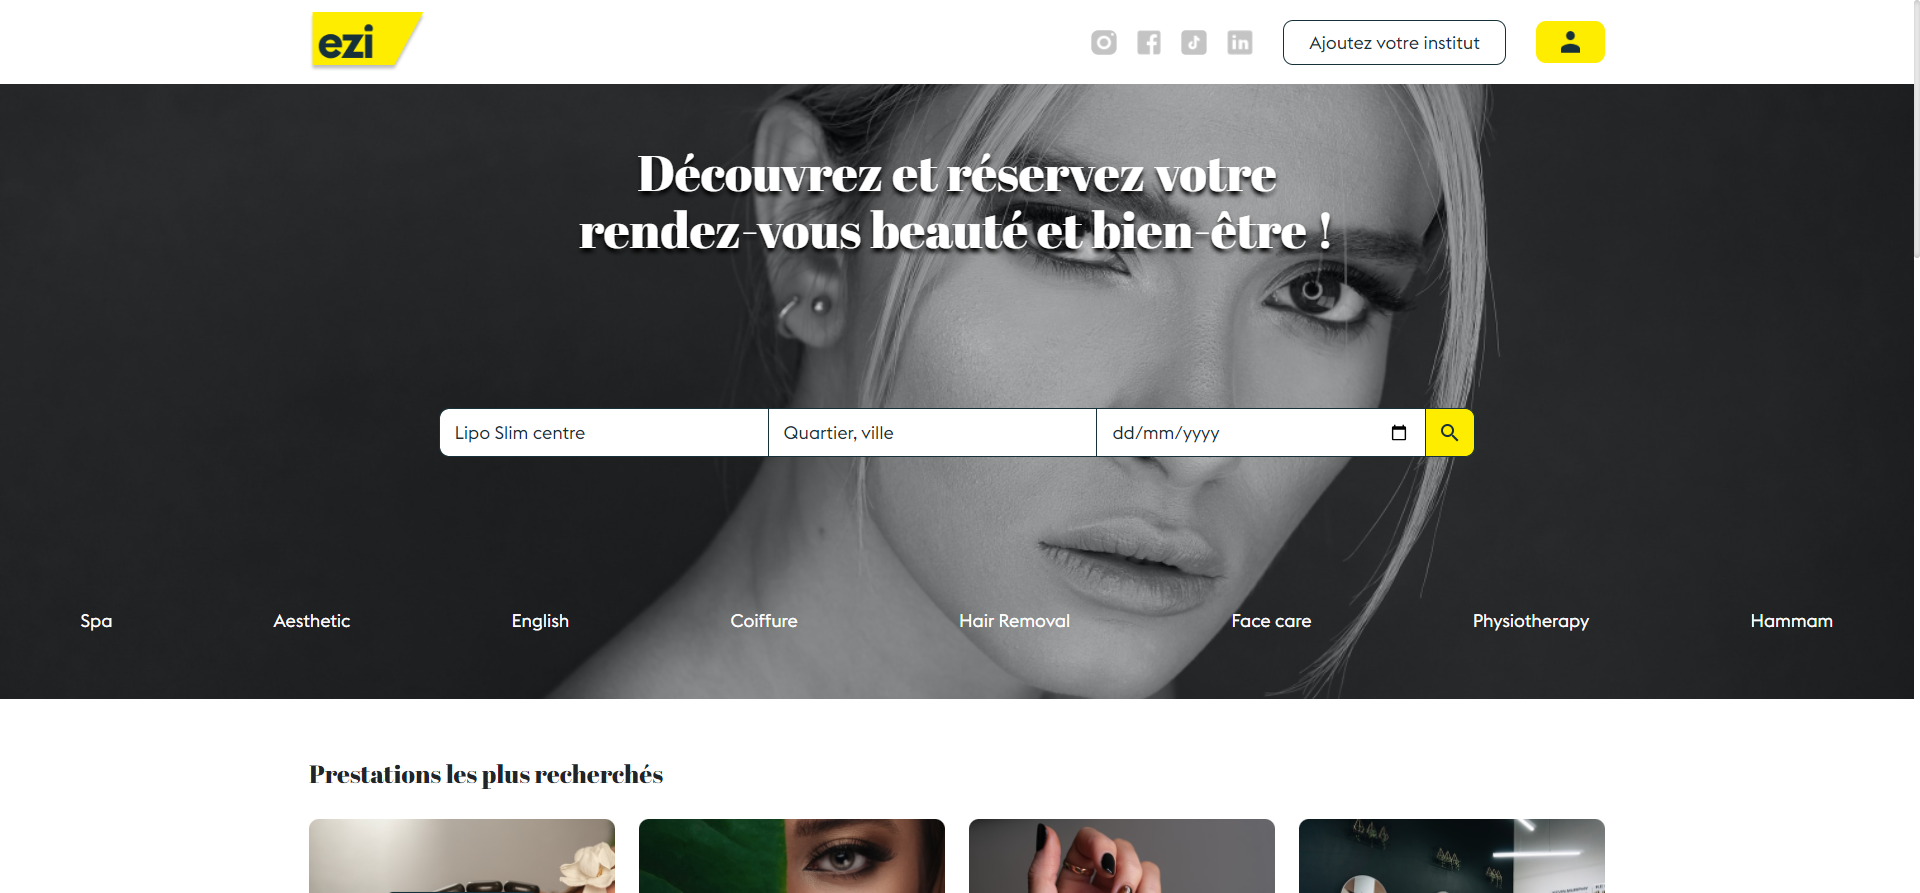 ezi
Ajoutez votre institut
Découvrez et réservez votre
rendez-vous beauté et bien-être !
Lipo Slim centre
Quartier, ville
dd/mm/yyyy
Spa
Aesthetic
English
Coiffure
Hair Removal
Face care
Physiotherapy
Hammam
Prestations les plus recherchés